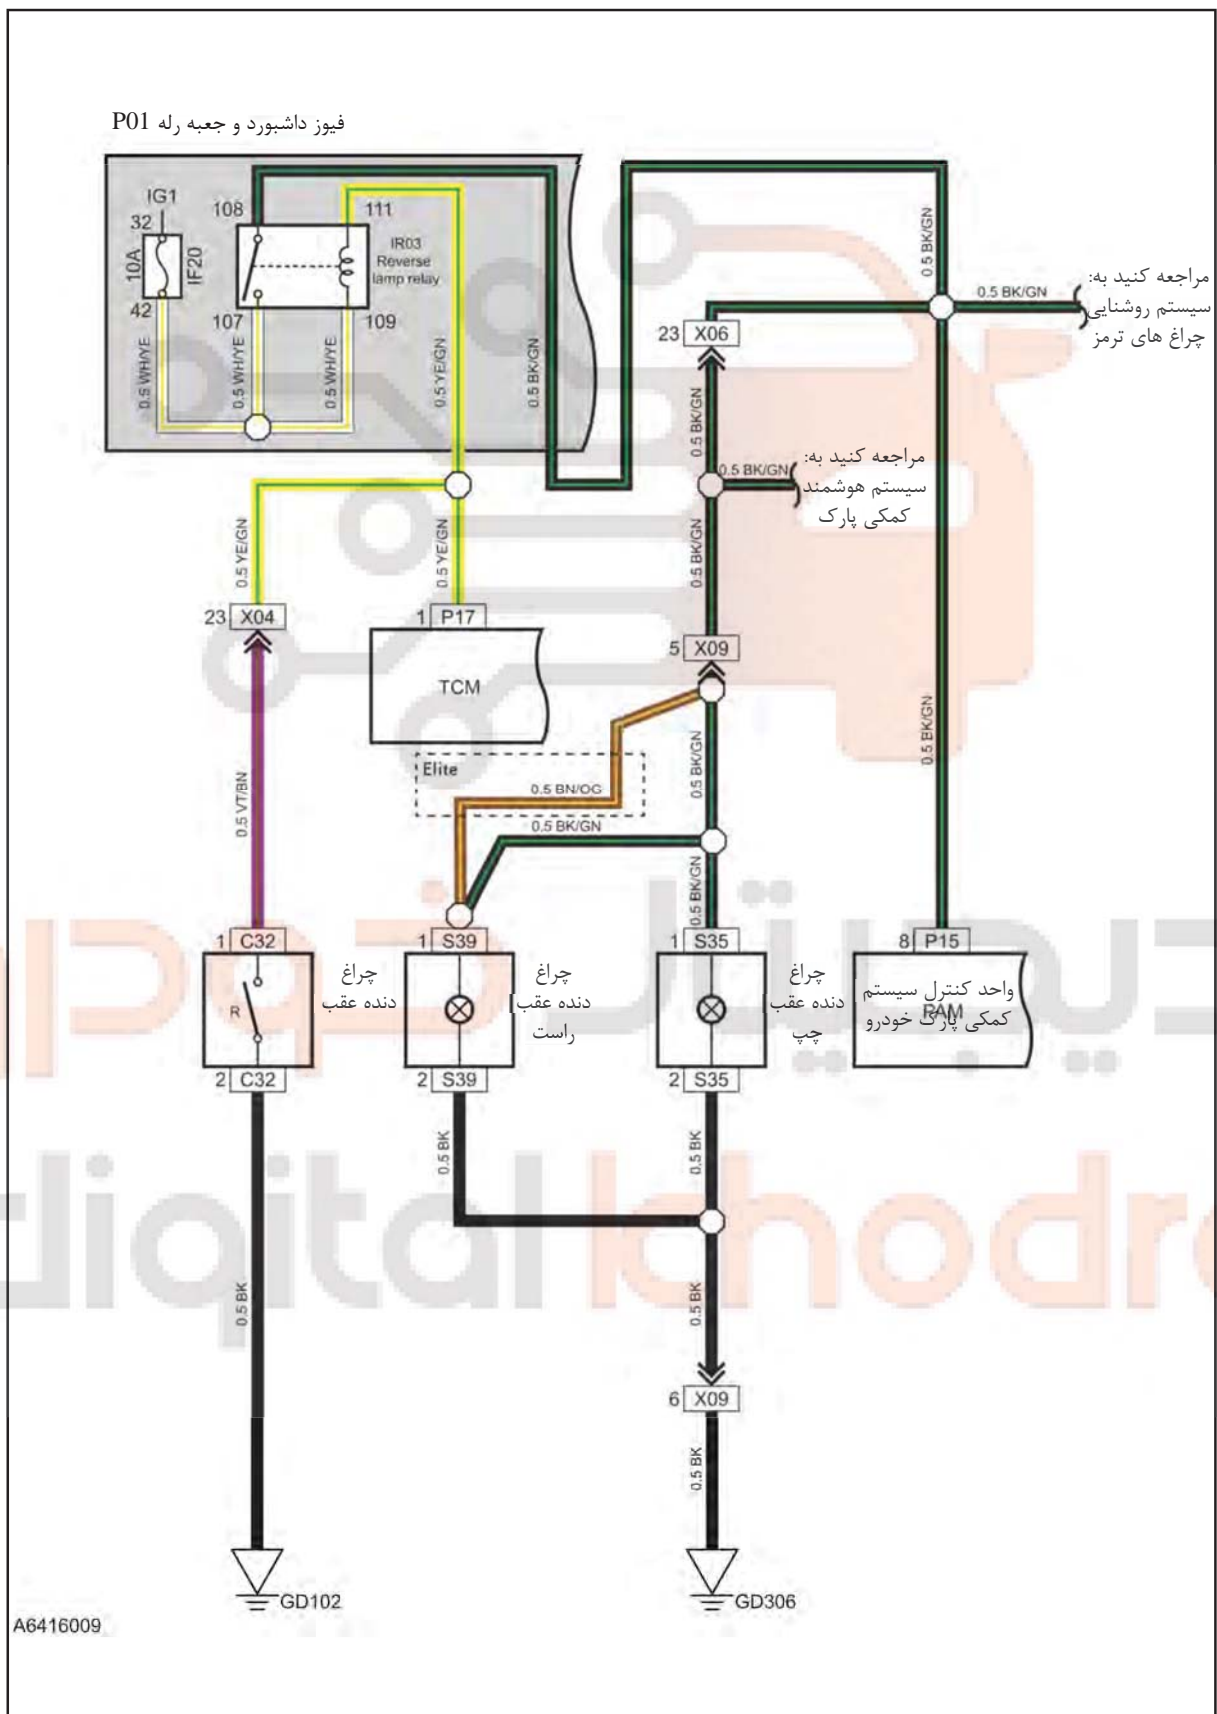 فیوز داشبورد و جعبه رله P01
IG1
32
10A
IF20
42
108
111
IR03
Reverse
lamp relay
107
109
0.5 WH/YE
0.5 WH/YE
0.5 WH/YE
0.5 YE/GN
0.5 BK/GN
0.5 BK/GN
0.5 BK/GN
مراجعه کنید به:
سیستم روشنایی
چراغ های ترمز
23 X06
0.5 BK/GN
0.5 BK/GN
مراجعه کنید به:
سیستم هوشمند
کمکی پارک
0.5 YE/GN
0.5 YE/GN
0.5 BK/GN
23 X04
1 P17
TCM
5 X09
Elite
0.5 BN/OG
0.5 BK/GN
0.5 BK/GN
0.5 BK/GN
0.5 VT/BN
0.5 BK/GN
1 C32
R
چراغ
دنده عقب
2 C32
1 S39
چراغ
دنده عقب
راست
2 S39
1 S35
چراغ
دنده عقب
چپ
2 S35
8 P15
واحد کنترل سیستم
کمکی پارک خودرو
PAM
دیجیتال خودرو
0.5 BK
0.5 BK
digital khodro
0.5 BK
0.5 BK
6 X09
0.5 BK
GD102
GD306
A6416009